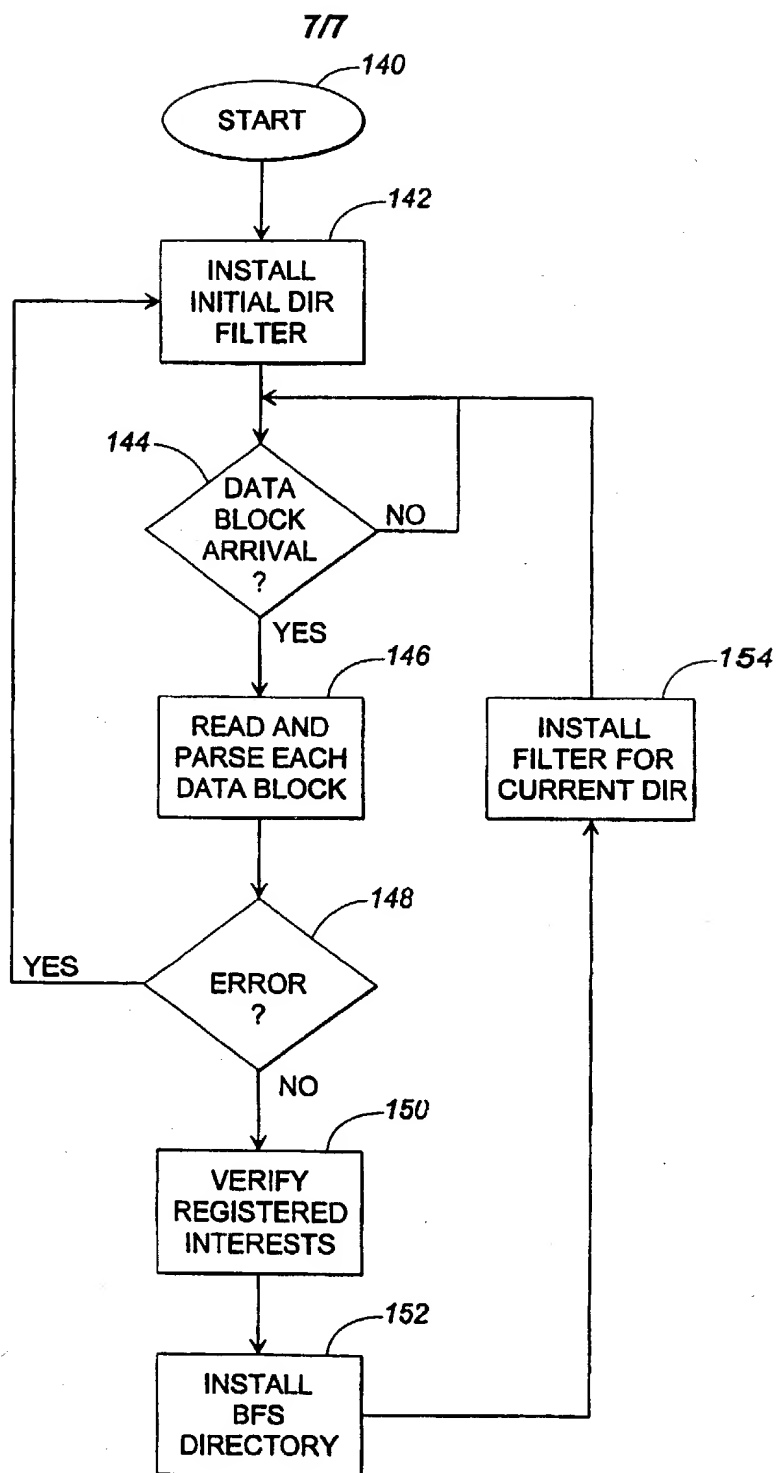 7/7
140
START
142
INSTALL
INITIAL DIR
FILTER
144
DATA
BLOCK
ARRIVAL
?
NO
YES
146
READ AND
PARSE EACH
DATA BLOCK
154
INSTALL
FILTER FOR
CURRENT DIR
148
YES
ERROR
?
NO
150
VERIFY
REGISTERED
INTERESTS
152
INSTALL
BFS
DIRECTORY